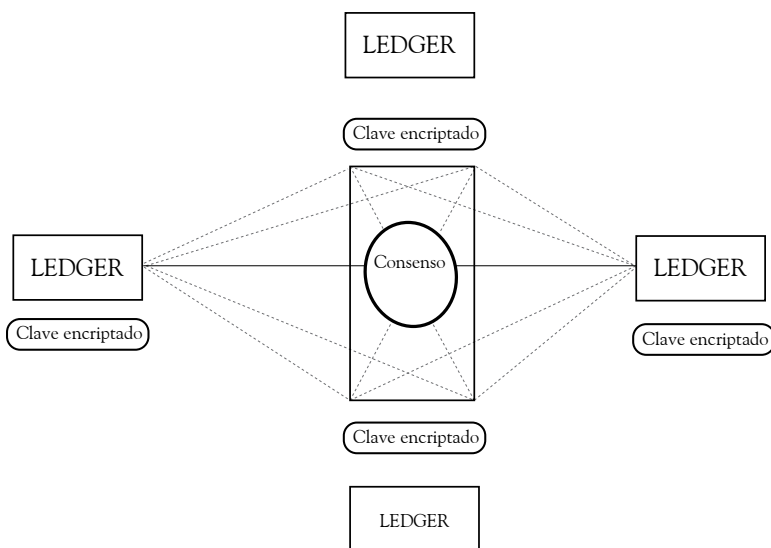 LEDGER
Clave encriptado
Consenso
LEDGER
LEDGER
Clave encriptado
Clave encriptado
Clave encriptado
LEDGER